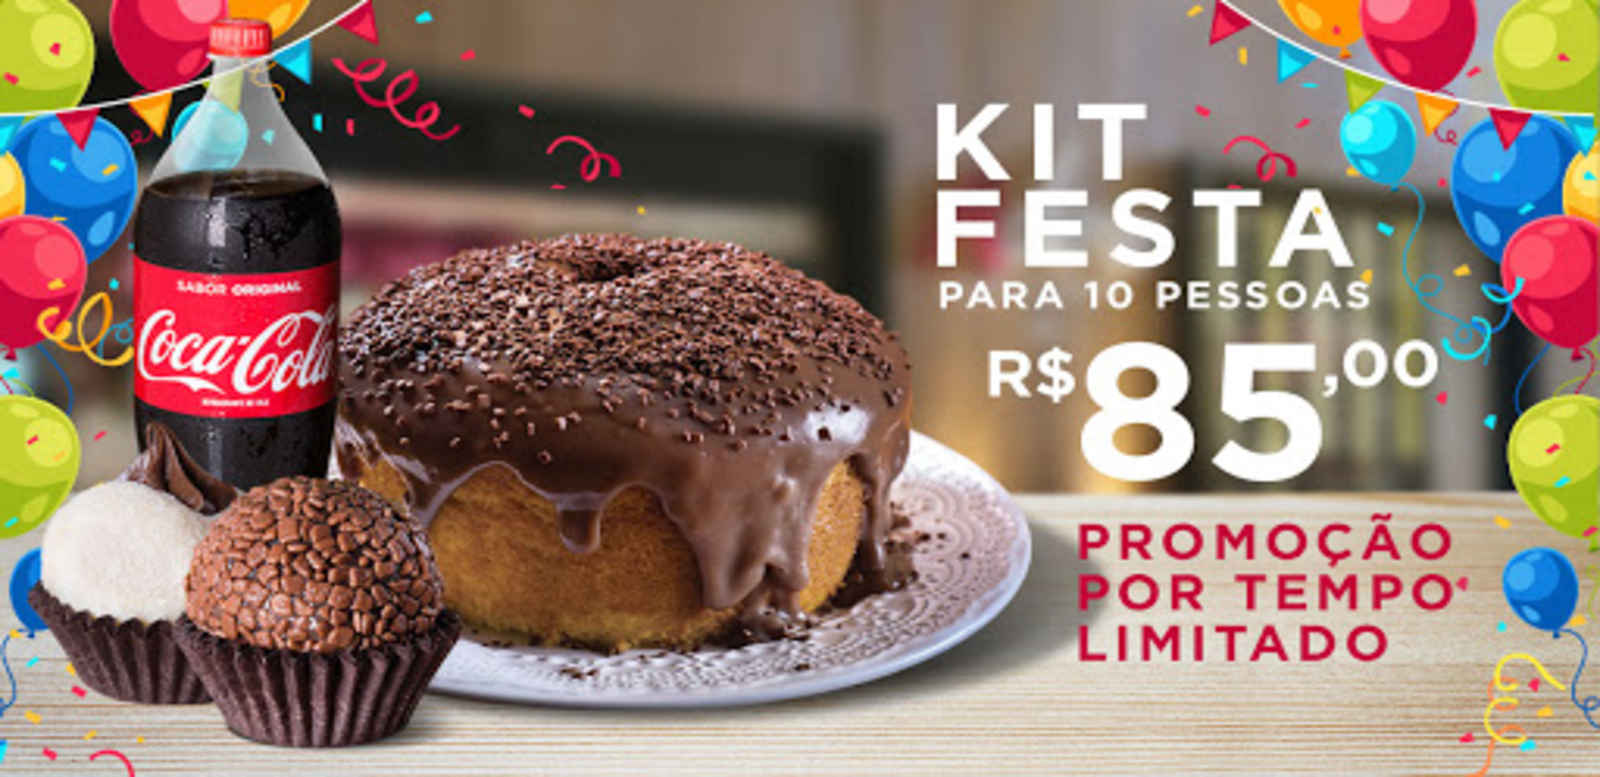 KIT
FESTA
PARA 10 PESSOAS
R$85,00
PROMOÇÃO
POR TEMPO
LIMITADO
SABOR ORIGINAL
Coca-Cola